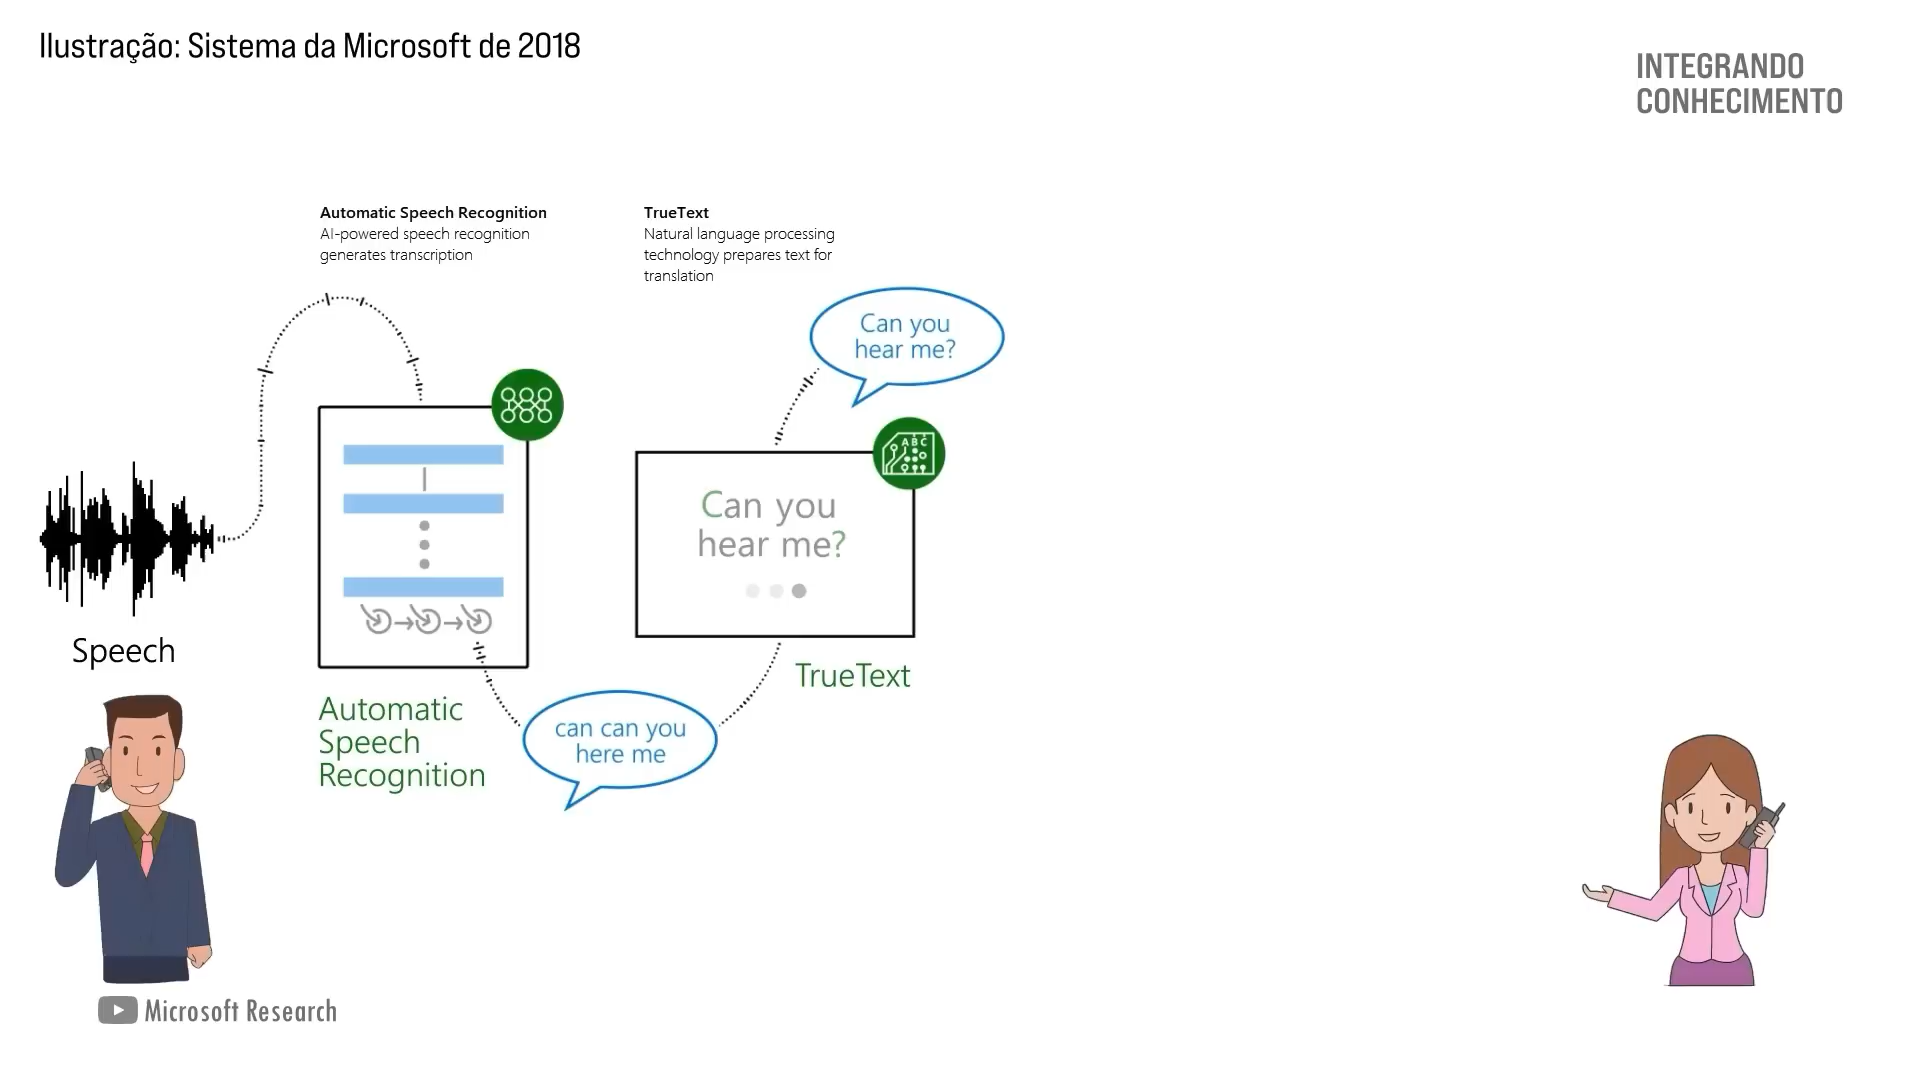 Ilustração: Sistema da Microsoft de 2018
INTEGRANDO
CONHECIMENTO
Automatic Speech Recognition
AI-powered speech recognition
generates transcription
TrueText
Natural language processing
technology prepares text for
translation
Can you
hear me?
ABC
Can you
hear me?
Speech
TrueText
Automatic
Speech
Recognition
can can you
here me
Microsoft Research